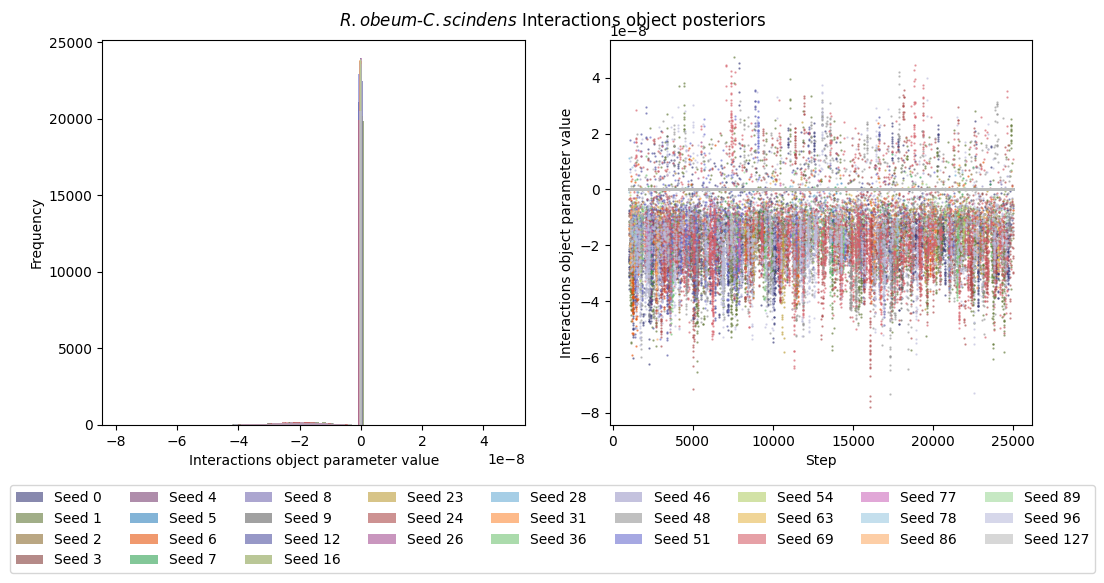 R. obeum-C. scindens Interactions object posteriors
25000
20000
15000
10000
5000
0
Frequency
−8
−6
−4
−2
0
2
4
1e−8
Interactions object parameter value
1e−8
4
2
0
−2
−4
−6
−8
Interactions object parameter value
0
5000
10000
15000
20000
25000
Step
Seed 0 Seed 4 Seed 8 Seed 23 Seed 28 Seed 46 Seed 54 Seed 77 Seed 89
Seed 1 Seed 5 Seed 9 Seed 24 Seed 31 Seed 48 Seed 63 Seed 78 Seed 96
Seed 2 Seed 6 Seed 12 Seed 26 Seed 36 Seed 51 Seed 69 Seed 86 Seed 127
Seed 3 Seed 7 Seed 16